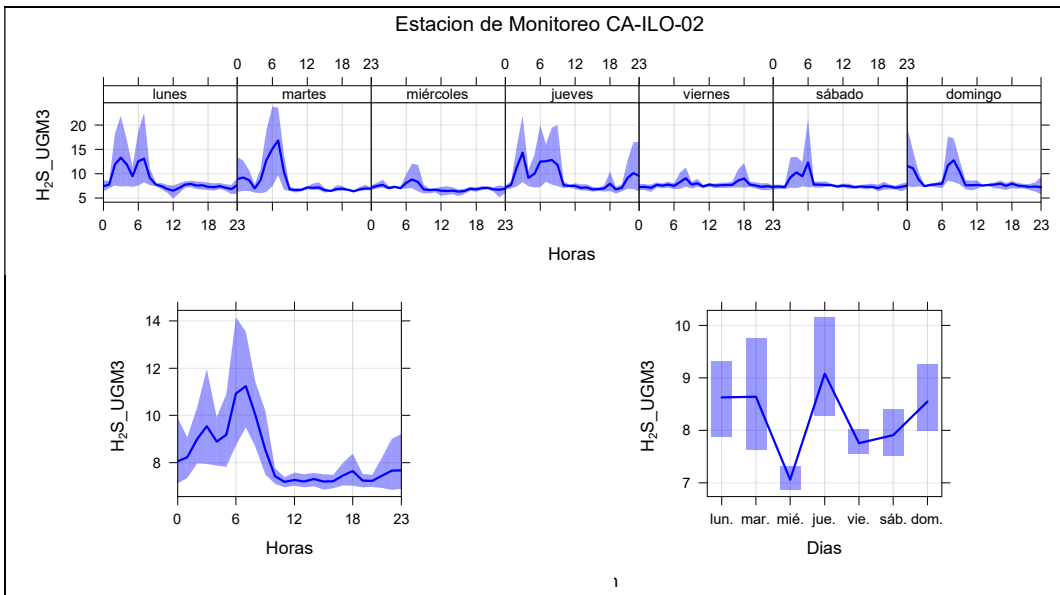 Estacion de Monitoreo CA-ILO-02
0 6 12 18 23 0 6 12 18 23 0 6 12 18 23
lunes martes miércoles jueves viernes sábado domingo
H₂S_UGM3
20
15
10
5
0 6 12 18 23 0 6 12 18 23 0 6 12 18 23 0 6 12 18 23
Horas
H₂S_UGM3
14
12
10
8
0 6 12 18 23
Horas
H₂S_UGM3
10
9
8
7
lun. mar. mié. jue. vie. sáb. dom.
Dias